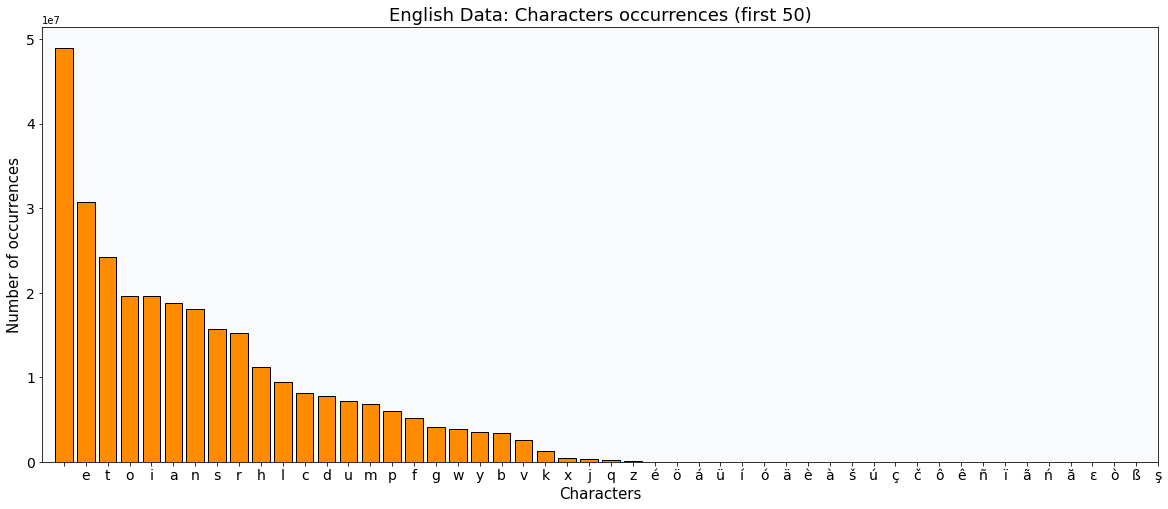 English Data: Characters occurrences (first 50)
1e7
5
4
3
2
1
0
Number of occurrences
e t o i a n s r h l c d u m p f g w y b v k x j q z é ö á ü í ó ä è à š ú ç č ô ê ñ ï ã ń ă ε ò ß ş
Characters